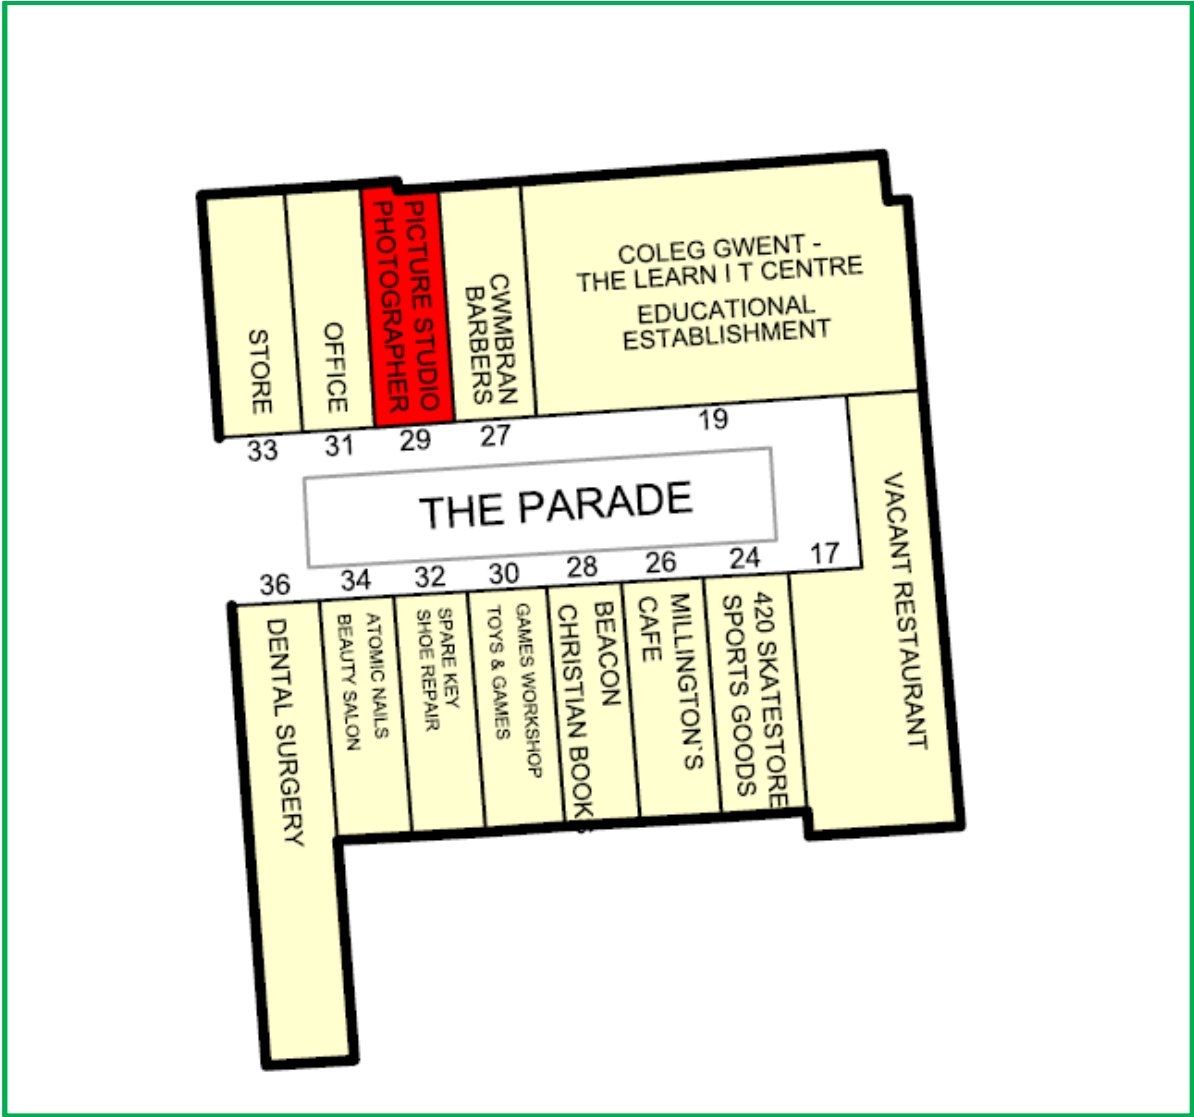 STORE
OFFICE
PICTURE STUDIO
PHOTOGRAPHER
CWMBRAN
BARBERS
COLEG GWENT -
THE LEARN I T CENTRE
EDUCATIONAL
ESTABLISHMENT
33
31
29
27
19
THE PARADE
VACANT RESTAURANT
36
34
32
30
28
26
24
17
DENTAL SURGERY
ATOMIC NAILS
BEAUTY SALON
SPARE KEY
SHOE REPAIR
GAMES WORKSHOP
TOYS & GAMES
BEACON
CHRISTIAN BOOKS
MILLINGTON`S
CAFE
420 SKATESTORE
SPORTS GOODS